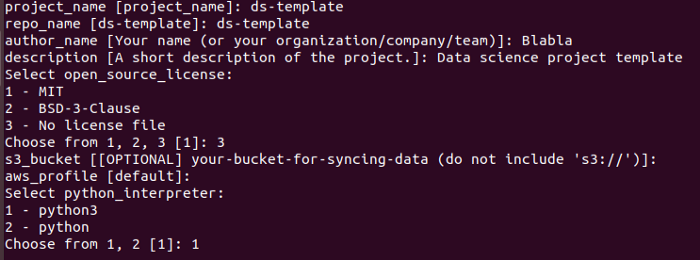 project_name [project_name]: ds-template
repo_name [ds-template]: ds-template
author_name [Your name (or your organization/company/team)]: Blabla
description [A short description of the project.]: Data science project template
Select open_source_license:
1 - MIT
2 - BSD-3-Clause
3 - No license file
Choose from 1, 2, 3 [1]: 3
s3_bucket [[OPTIONAL] your-bucket-for-syncing-data (do not include 's3://')]:
aws_profile [default]:
Select python_interpreter:
1 - python3
2 - python
Choose from 1, 2 [1]: 1